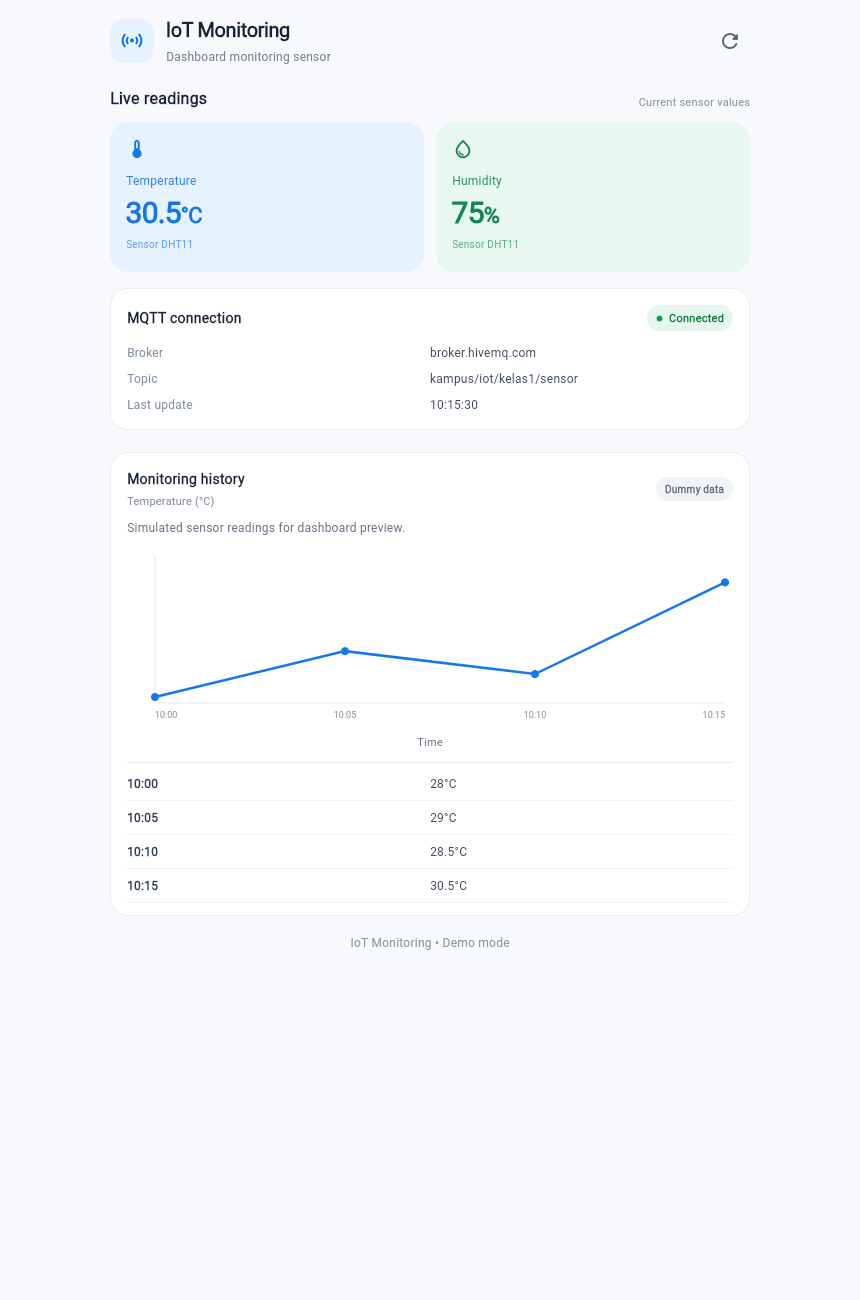 IoT Monitoring
Dashboard monitoring sensor
Live readings
Current sensor values
Temperature
30.5°C
Sensor DHT11
Humidity
75%
Sensor DHT11
MQTT connection
Connected
Broker broker.hivemq.com
Topic kampus/iot/kelas1/sensor
Last update 10:15:30
Monitoring history
Temperature (°C)
Dummy data
Simulated sensor readings for dashboard preview.
10:00 10:05 10:10 10:15
Time
10:00 28°C
10:05 29°C
10:10 28.5°C
10:15 30.5°C
IoT Monitoring • Demo mode